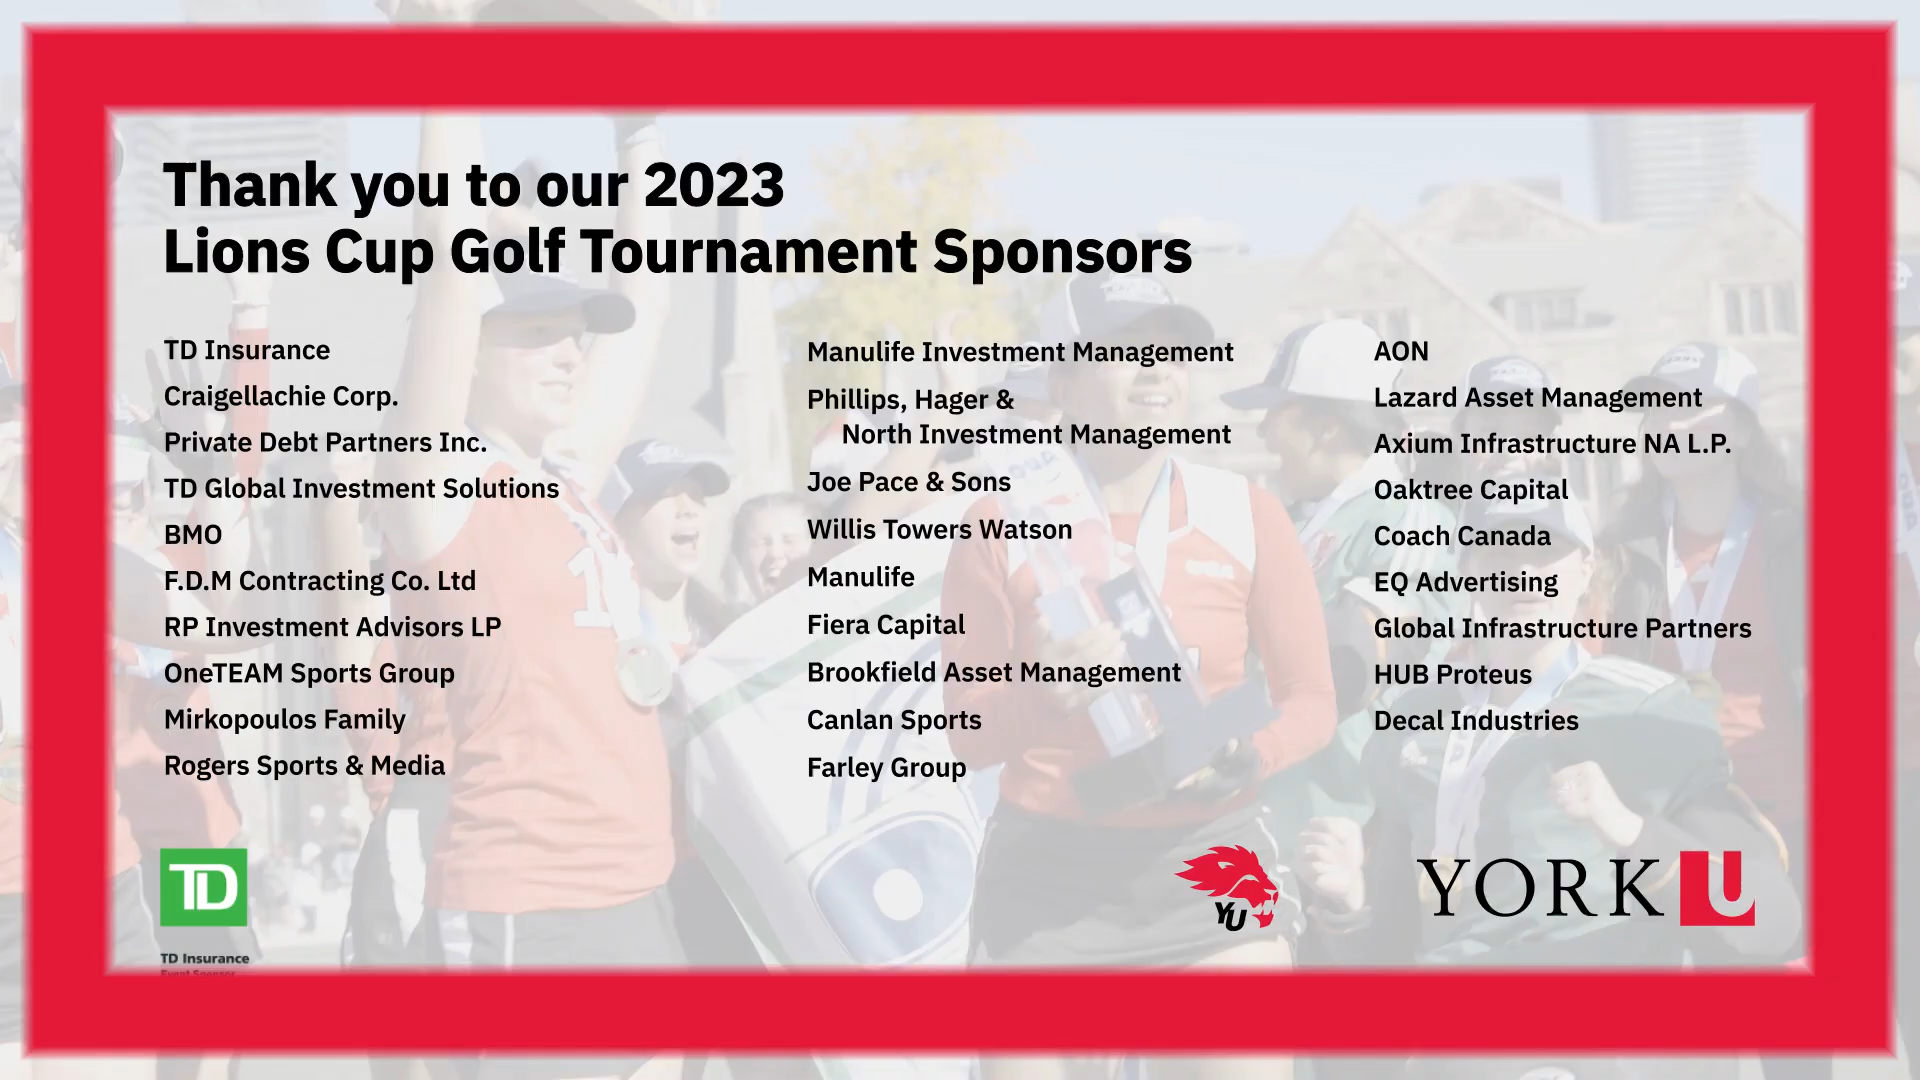 Thank you to our 2023
Lions Cup Golf Tournament Sponsors
TD Insurance
Craigellachie Corp.
Private Debt Partners Inc.
TD Global Investment Solutions
BMO
F.D.M Contracting Co. Ltd
RP Investment Advisors LP
OneTEAM Sports Group
Mirkopoulos Family
Rogers Sports & Media
Manulife Investment Management
Phillips, Hager &
North Investment Management
Joe Pace & Sons
Willis Towers Watson
Manulife
Fiera Capital
Brookfield Asset Management
Canlan Sports
Farley Group
AON
Lazard Asset Management
Axium Infrastructure NA L.P.
Oaktree Capital
Coach Canada
EQ Advertising
Global Infrastructure Partners
HUB Proteus
Decal Industries
TD
TD Insurance
Event Sponsor
YU
YORK U